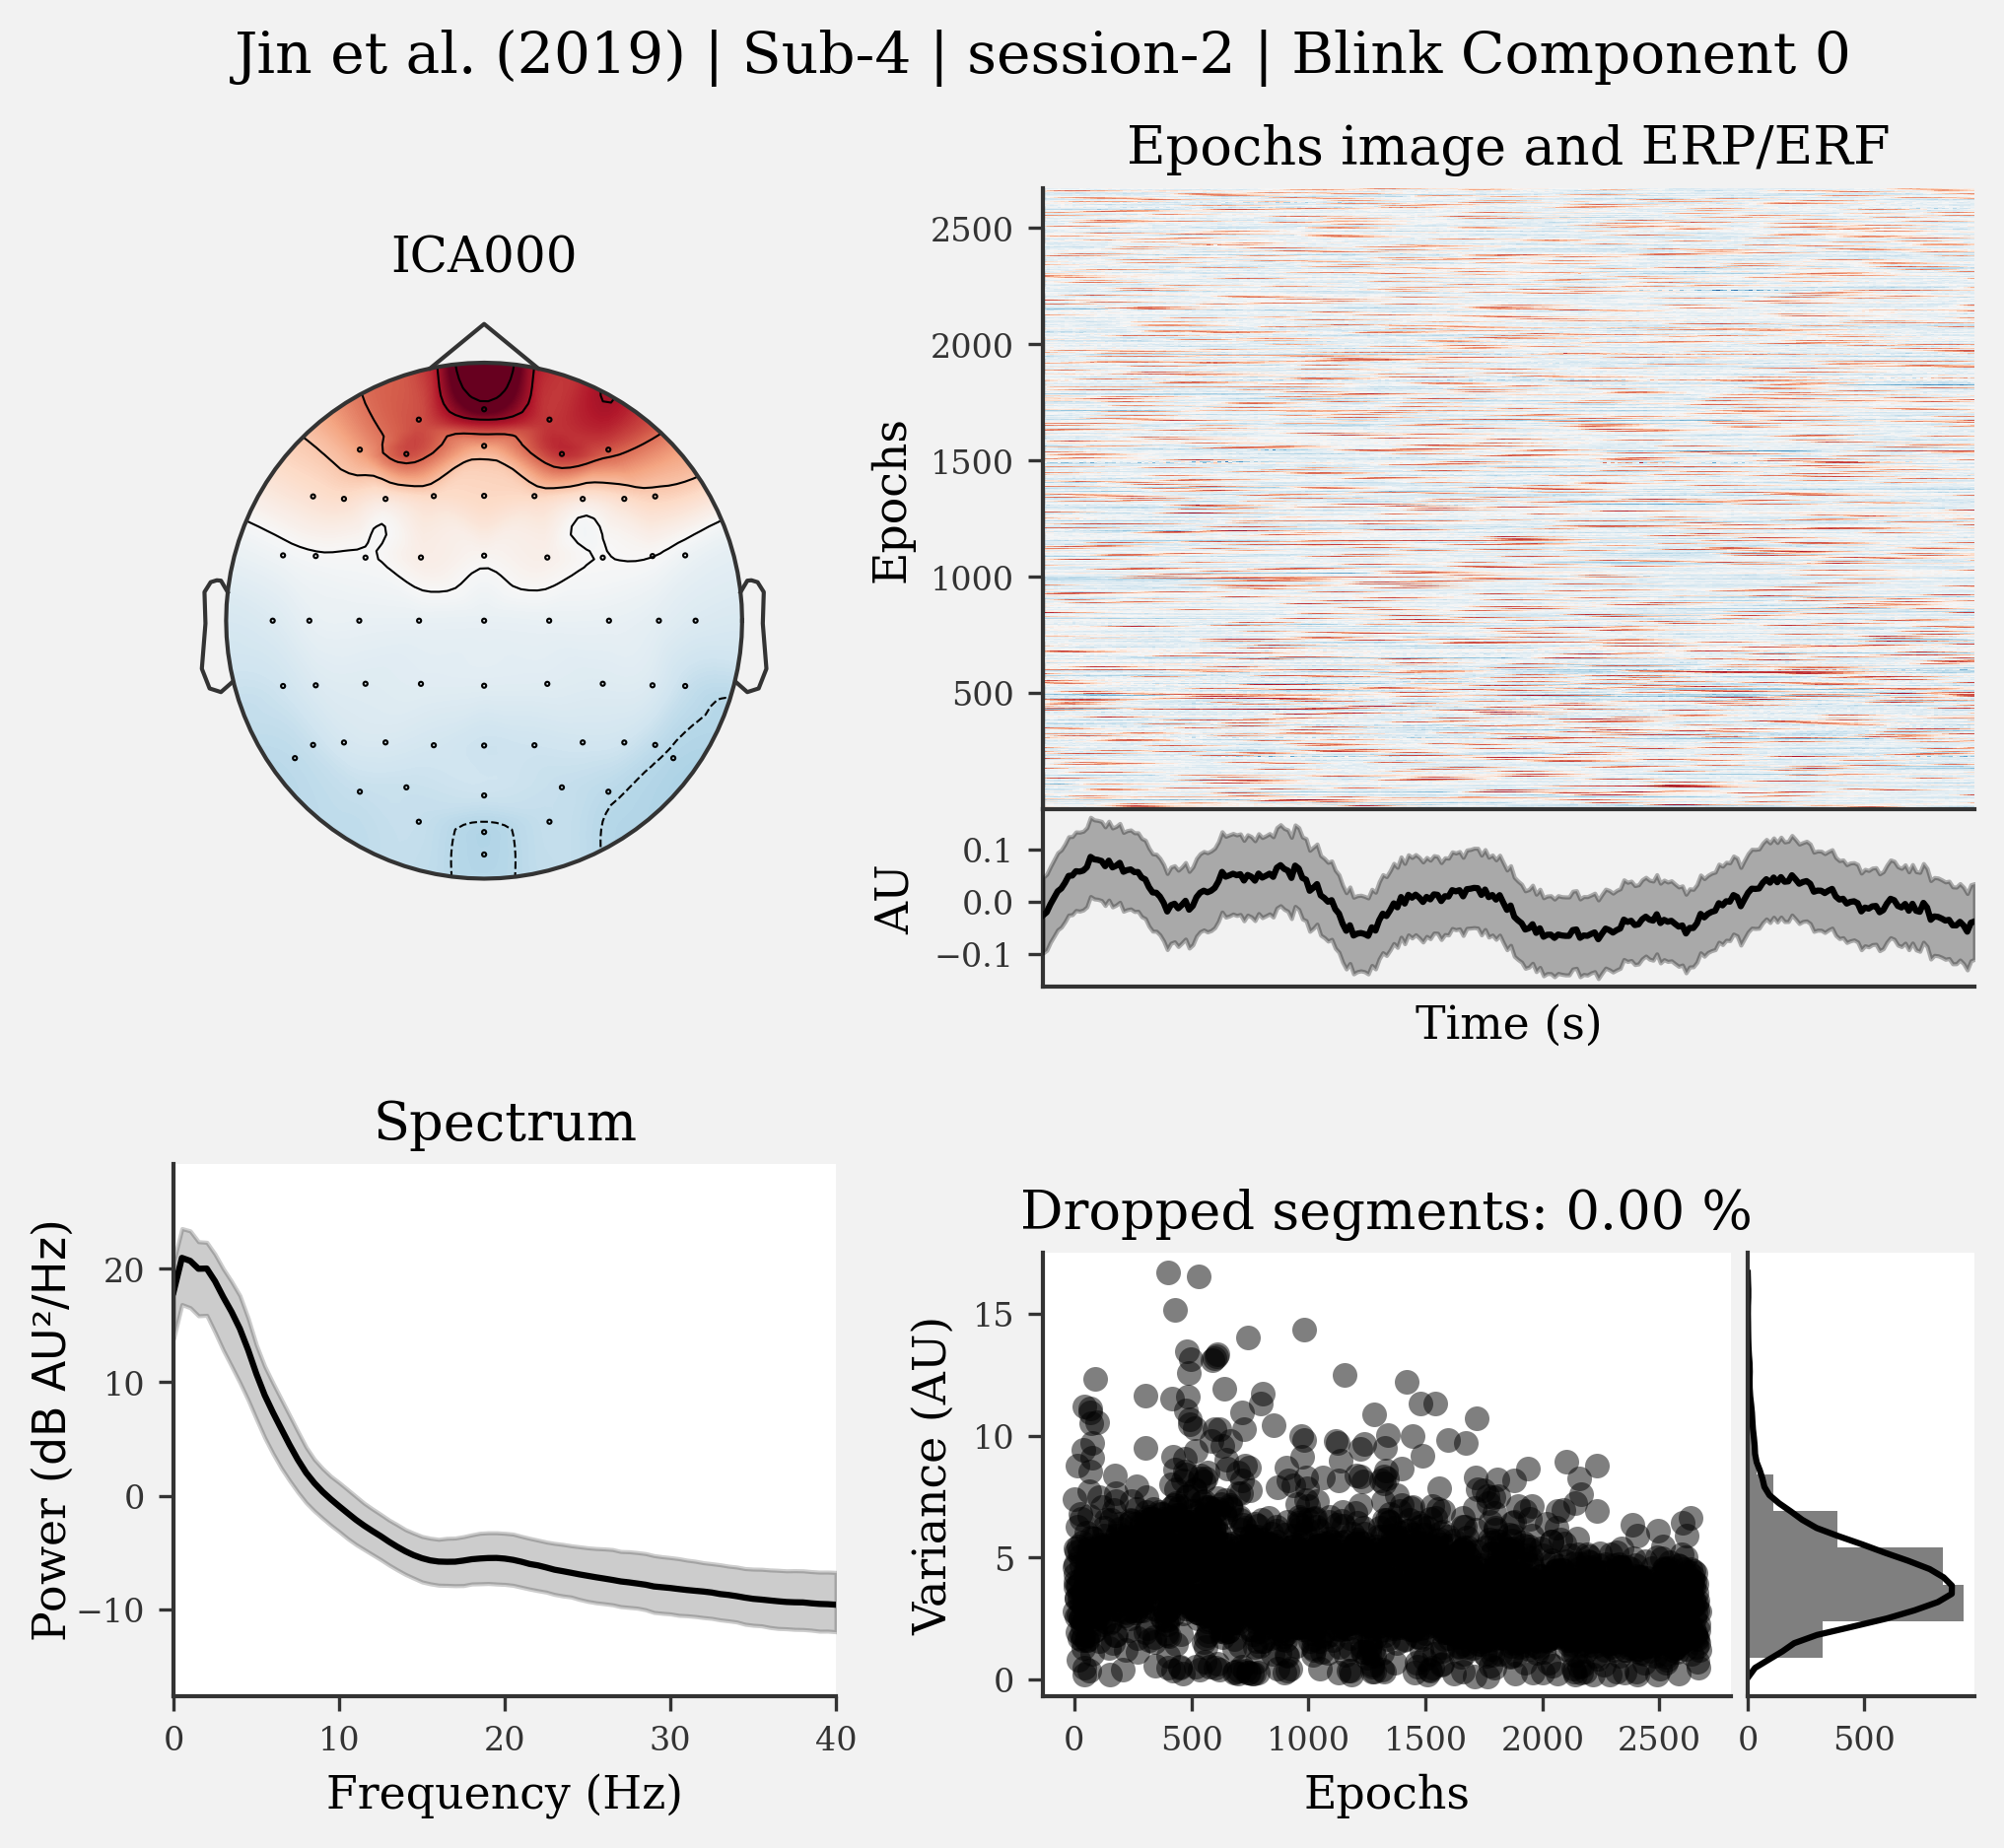 Jin et al. (2019) | Sub-4 | session-2 | Blink Component 0
ICA000
Epochs image and ERP/ERF
2500
2000
1500
1000
500
Epochs
0.1
0.0
−0.1
AU
Time (s)
Spectrum
20
10
0
−10
Power (dB AU²/Hz)
0 10 20 30 40
Frequency (Hz)
Dropped segments: 0.00 %
15
10
5
0
Variance (AU)
0 500 1000 1500 2000 2500
Epochs
0 500